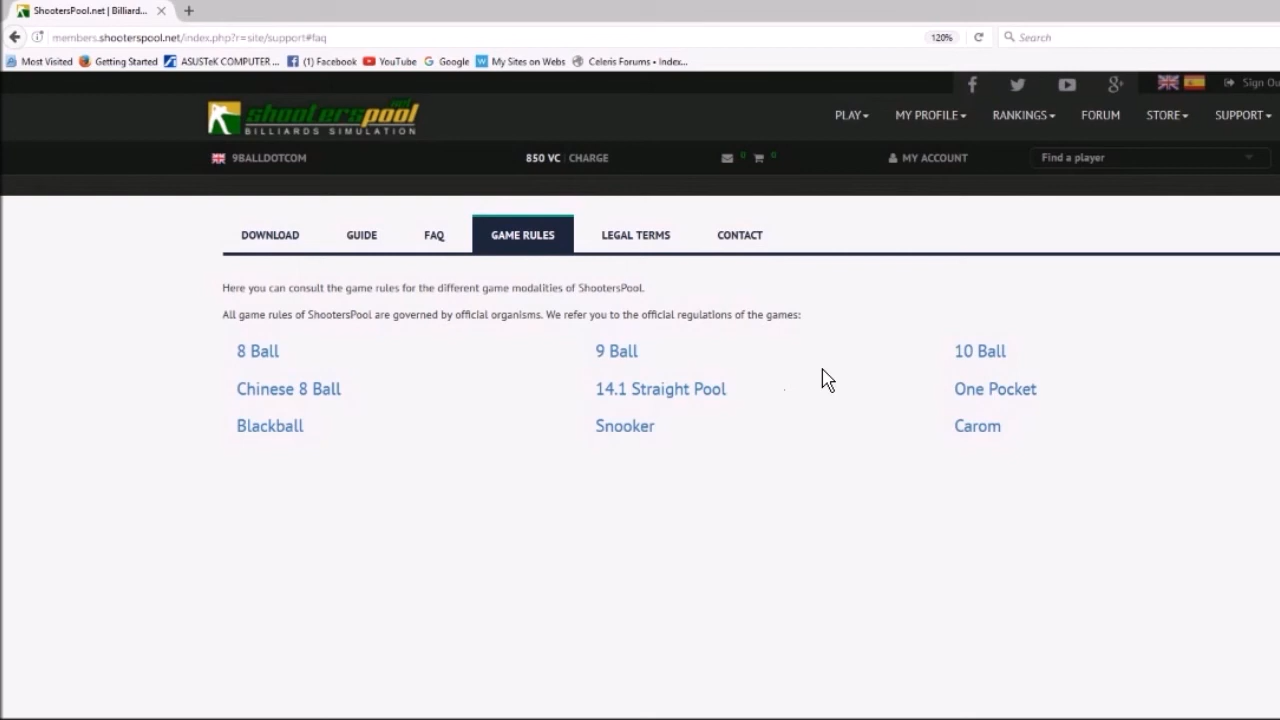 ShootersPool.net | Billiard...
members.shooterspool.net/index.php?r=site/support#faq
120%
Search
Most Visited
Getting Started
ASUSTeK COMPUTER ...
(1) Facebook
YouTube
Google
My Sites on Webs
Celeris Forums • Index...
Sign Ou
shooterspool
.net
BILLIARDS SIMULATION
PLAY
MY PROFILE
RANKINGS
FORUM
STORE
SUPPORT
9BALLDOTCOM
850 VC | CHARGE
0
0
MY ACCOUNT
Find a player
DOWNLOAD
GUIDE
FAQ
GAME RULES
LEGAL TERMS
CONTACT
Here you can consult the game rules for the different game modalities of ShootersPool.
All game rules of ShootersPool are governed by official organisms. We refer you to the official regulations of the games:
8 Ball
9 Ball
10 Ball
Chinese 8 Ball
14.1 Straight Pool
One Pocket
Blackball
Snooker
Carom